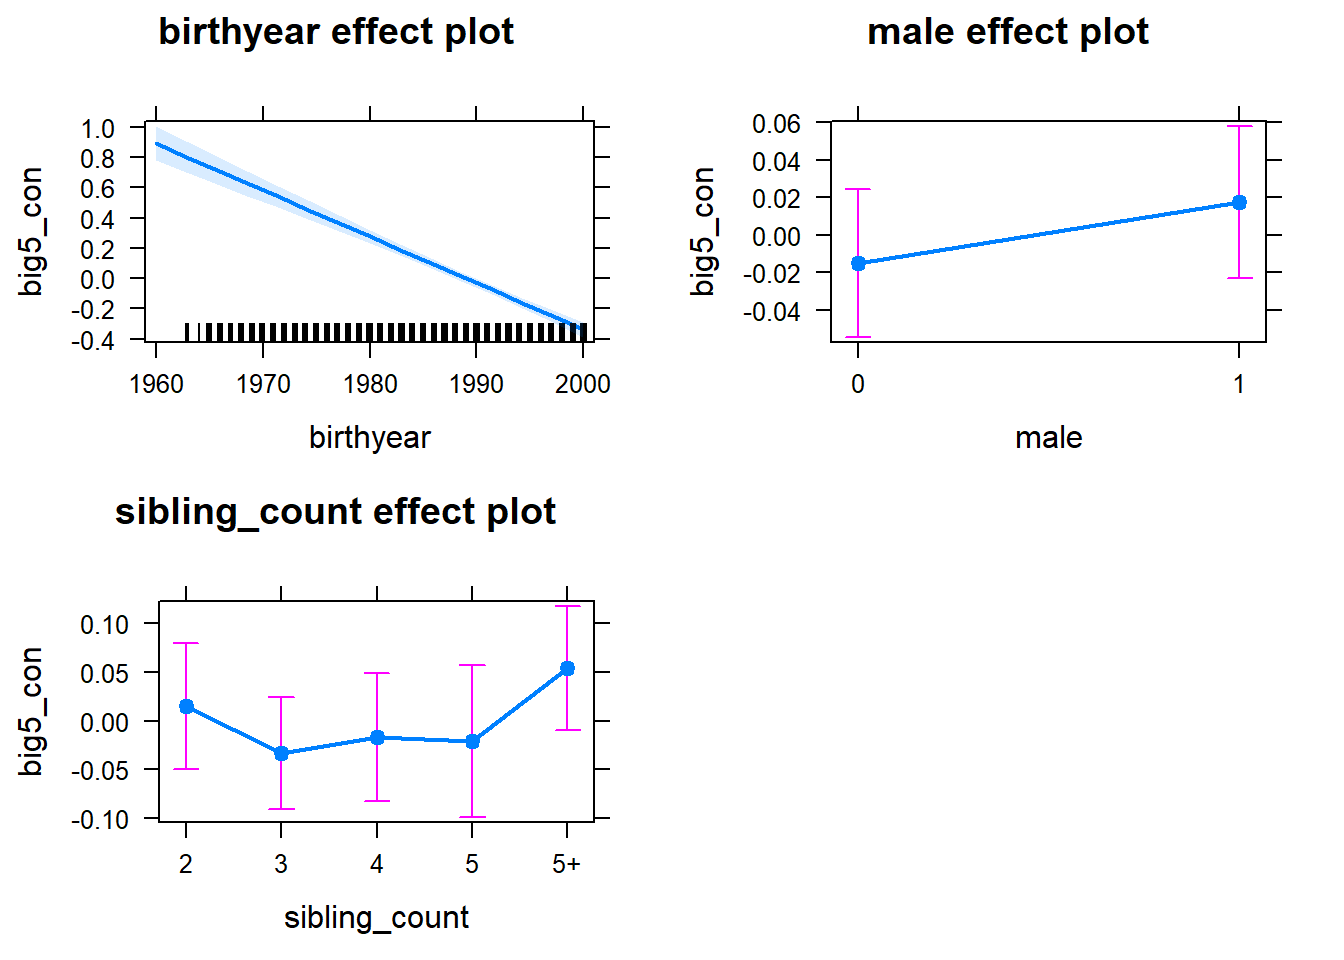 birthyear effect plot
big5_con
1.0
0.8
0.6
0.4
0.2
0.0
-0.2
-0.4
1960 1970 1980 1990 2000
birthyear
male effect plot
big5_con
0.06
0.04
0.02
0.00
-0.02
-0.04
0 1
male
sibling_count effect plot
big5_con
0.10
0.05
0.00
-0.05
-0.10
2 3 4 5 5+
sibling_count